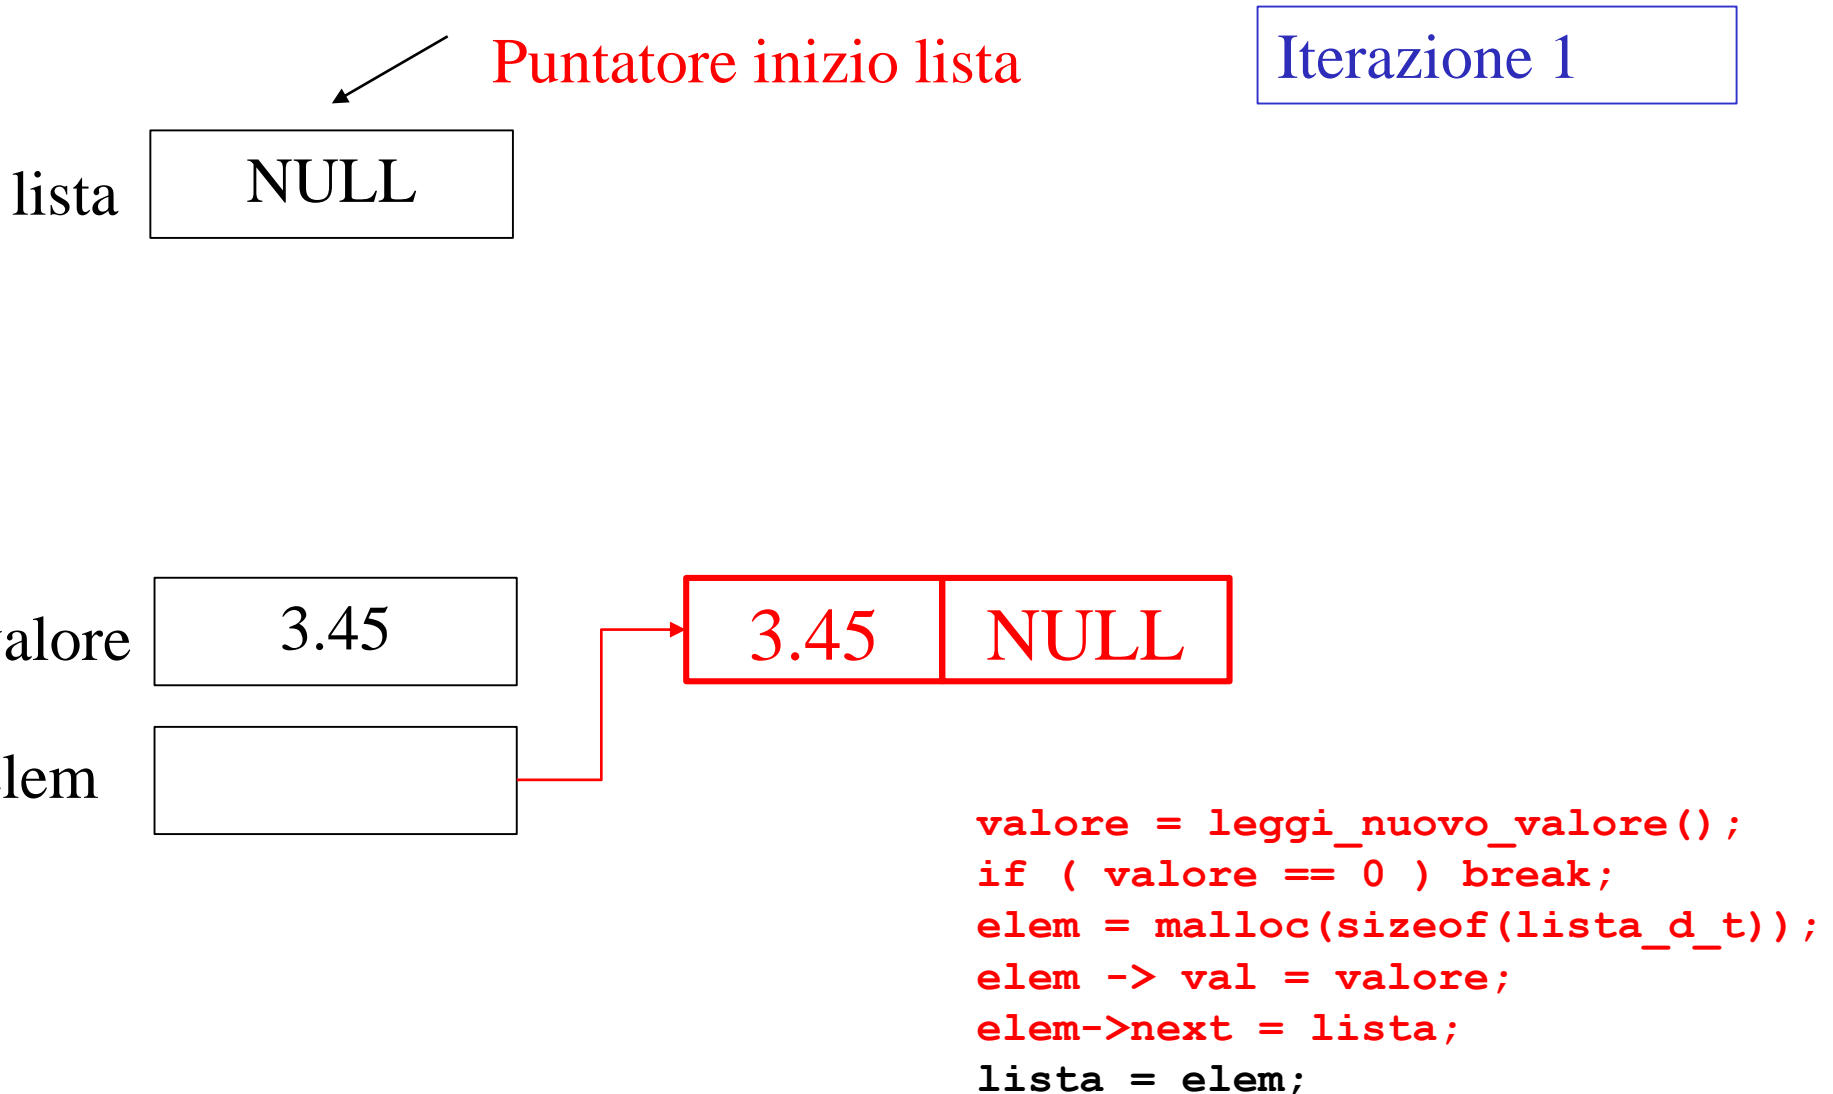 Puntatore inizio lista
Iterazione 1
lista
NULL
alore
3.45
3.45
NULL
lem
valore = leggi_nuovo_valore();
if ( valore == 0 ) break;
elem = malloc(sizeof(lista_d_t));
elem -> val = valore;
elem->next = lista;
lista = elem;